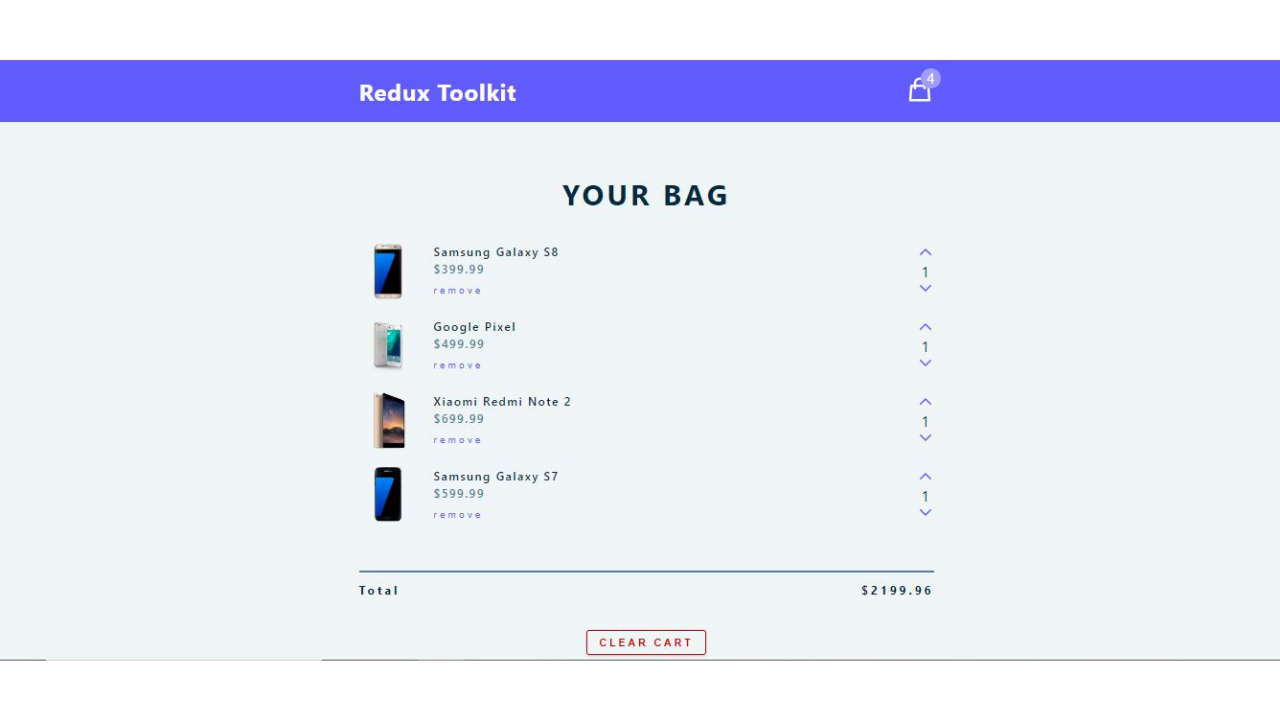 Redux Toolkit
4
YOUR BAG
Samsung Galaxy S8
$399.99
remove
1
Google Pixel
$499.99
remove
1
Xiaomi Redmi Note 2
$699.99
remove
1
Samsung Galaxy S7
$599.99
remove
1
Total $2199.96
CLEAR CART